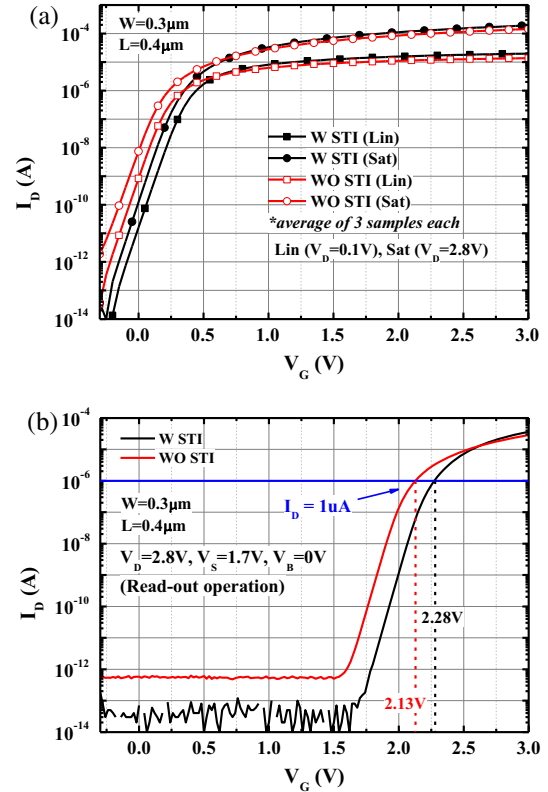 (a)
W=0.3μm
L=0.4μm
W STI (Lin)
W STI (Sat)
WO STI (Lin)
WO STI (Sat)
*average of 3 samples each
Lin (V_D=0.1V), Sat (V_D=2.8V)
I_D (A)
10^-4
10^-6
10^-8
10^-10
10^-12
10^-14
0.0 0.5 1.0 1.5 2.0 2.5 3.0
V_G (V)
(b)
W STI
WO STI
I_D = 1uA
W=0.3μm
L=0.4μm
V_D=2.8V, V_S=1.7V, V_B=0V
(Read-out operation)
2.28V
2.13V
I_D (A)
10^-4
10^-6
10^-8
10^-10
10^-12
10^-14
0.0 0.5 1.0 1.5 2.0 2.5 3.0
V_G (V)